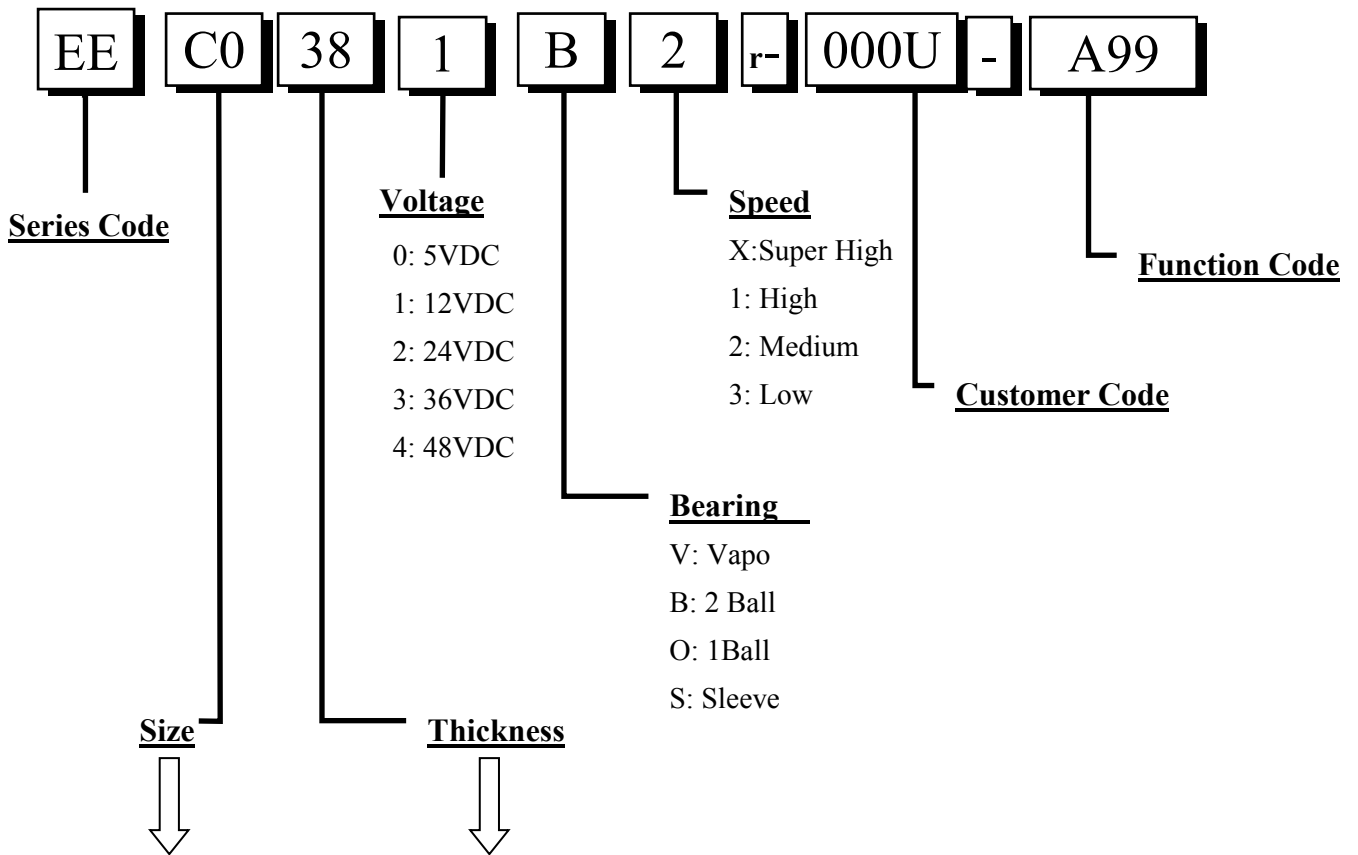 EE C0 38 1 B 2 r- 000U - A99
Series Code
Voltage
0: 5VDC
1: 12VDC
2: 24VDC
3: 36VDC
4: 48VDC
Speed
X:Super High
1: High
2: Medium
3: Low
Function Code
Customer Code
Bearing
V: Vapo
B: 2 Ball
O: 1Ball
S: Sleeve
Size
Thickness